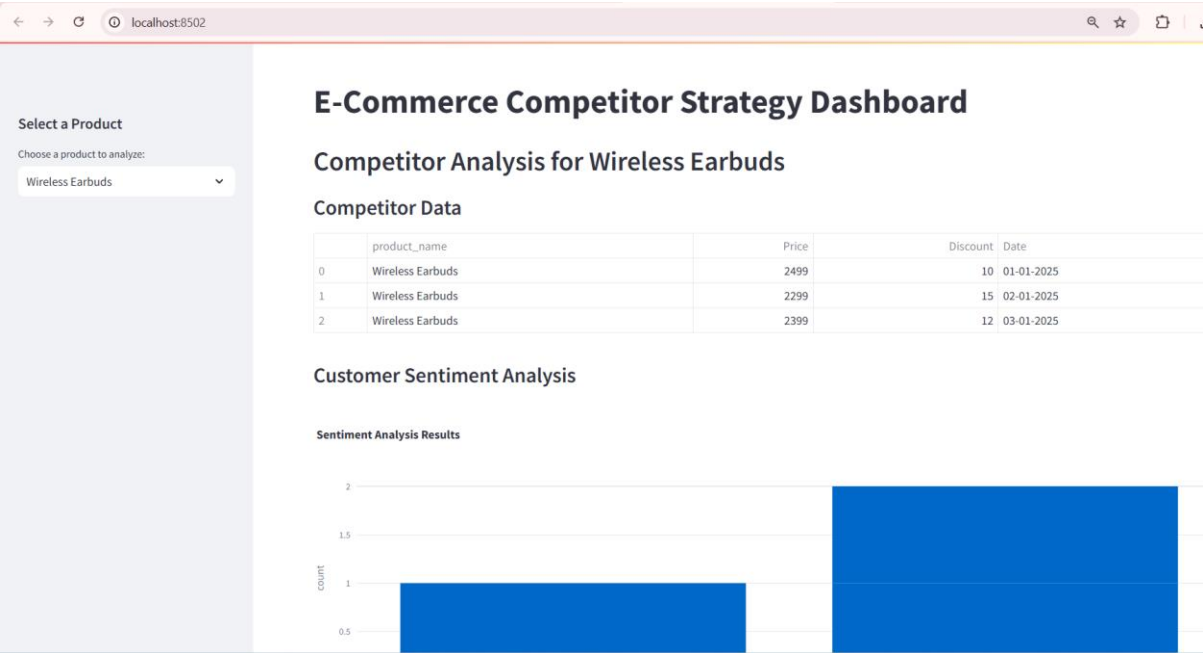 localhost:8502
Select a Product
Choose a product to analyze:
Wireless Earbuds
E-Commerce Competitor Strategy Dashboard
Competitor Analysis for Wireless Earbuds
Competitor Data
product_name Price Discount Date
0 Wireless Earbuds 2499 10 01-01-2025
1 Wireless Earbuds 2299 15 02-01-2025
2 Wireless Earbuds 2399 12 03-01-2025
Customer Sentiment Analysis
Sentiment Analysis Results
2
1.5
count
1
0.5